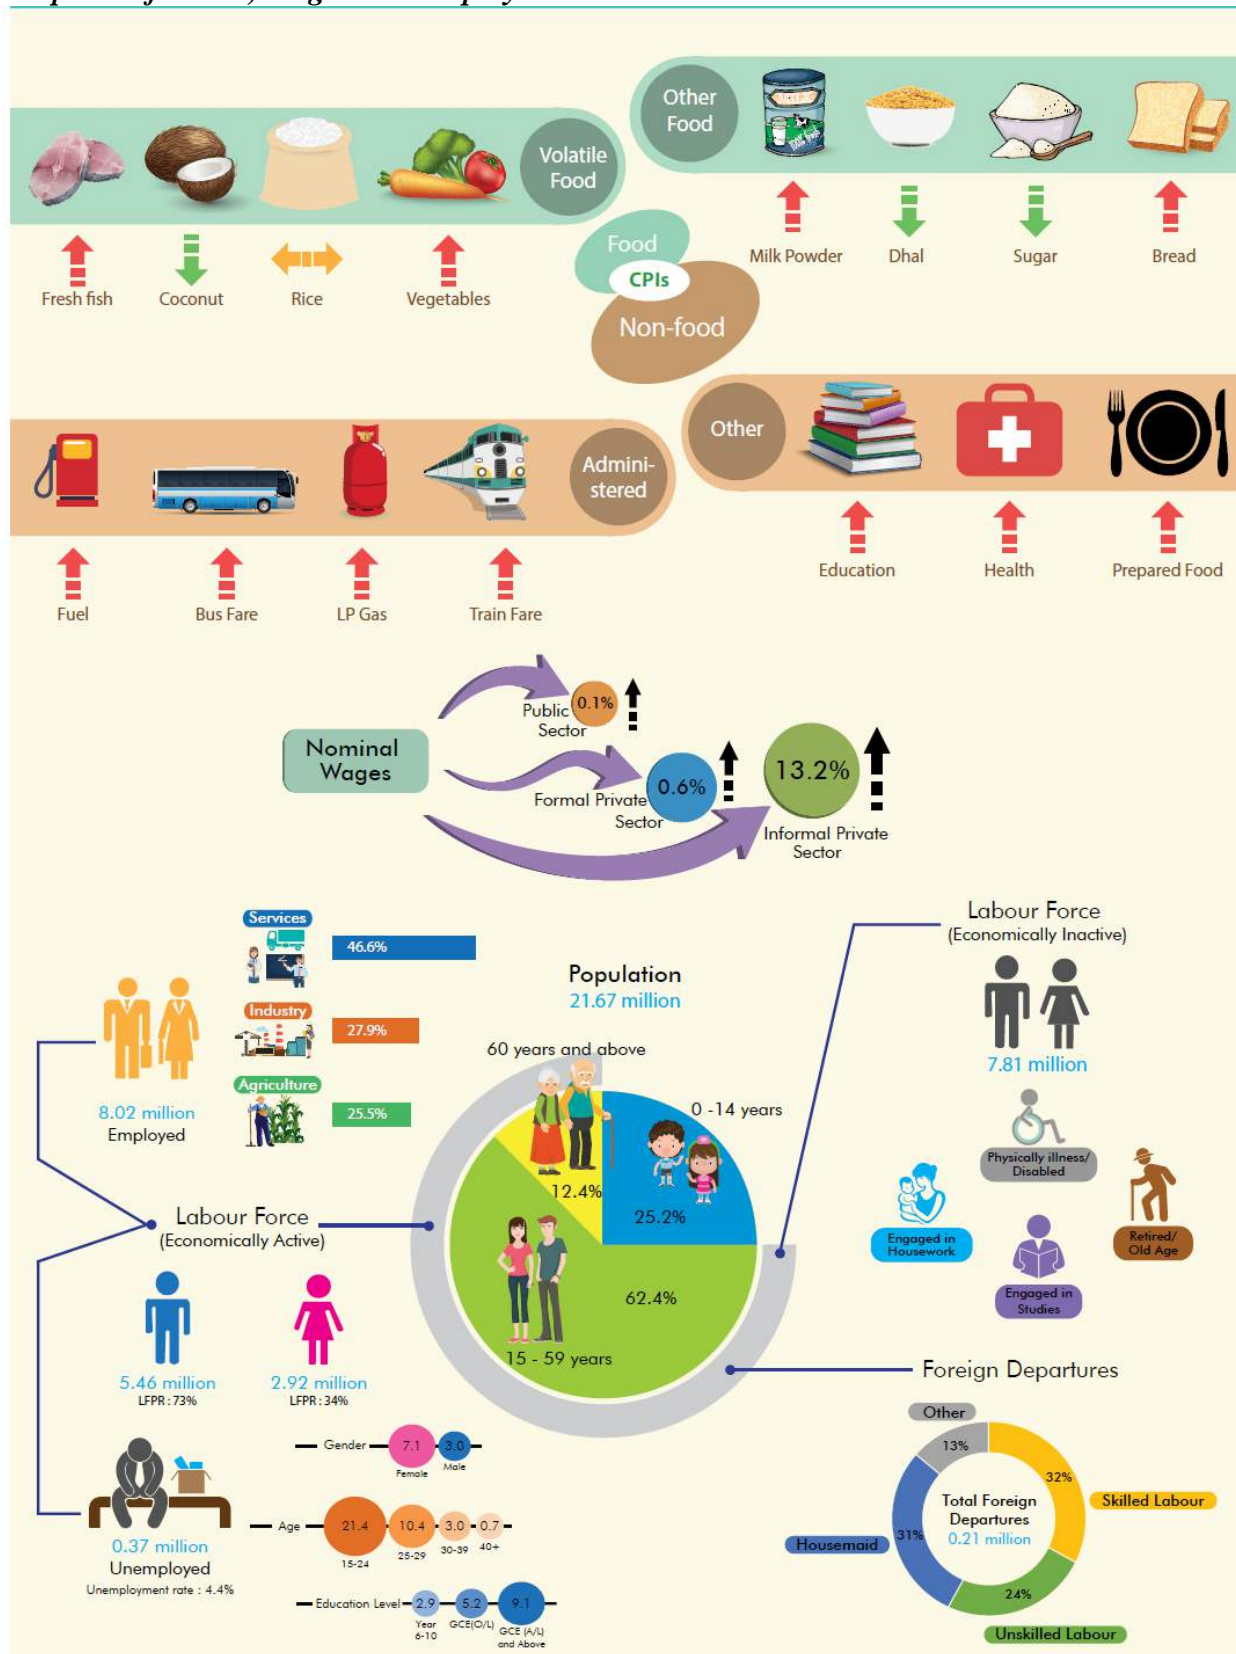 Other
Food
Volatile
Food
Milk Powder
Dhal
Sugar
Bread
Fresh fish
Coconut
Rice
Vegetables
Food
CPIs
Non-food
Other
Admini-
stered
Education
Health
Prepared Food
Fuel
Bus Fare
LP Gas
Train Fare
Nominal
Wages
Public
Sector
0.1%
Formal Private
Sector
0.6%
13.2%
Informal Private
Sector
Services
46.6%
Industry
27.9%
Agriculture
25.5%
8.02 million
Employed
Population
21.67 million
60 years and above
0 -14 years
12.4%
25.2%
62.4%
15 - 59 years
Labour Force
(Economically Inactive)
7.81 million
Physically illness/
Disabled
Engaged in
Housework
Retired/
Old Age
Engaged in
Studies
Labour Force
(Economically Active)
5.46 million
LFPR : 73%
2.92 million
LFPR : 34%
0.37 million
Unemployed
Unemployment rate : 4.4%
Gender
7.1
3.0
Female
Male
Age
21.4
10.4
3.0
0.7
15-24
25-29
30-39
40+
Education Level
2.9
5.2
9.1
Year
6-10
GCE(O/L)
GCE (A/L)
and Above
Foreign Departures
Other
13%
32%
Skilled Labour
Total Foreign
Departures
0.21 million
Housemaid
31%
24%
Unskilled Labour